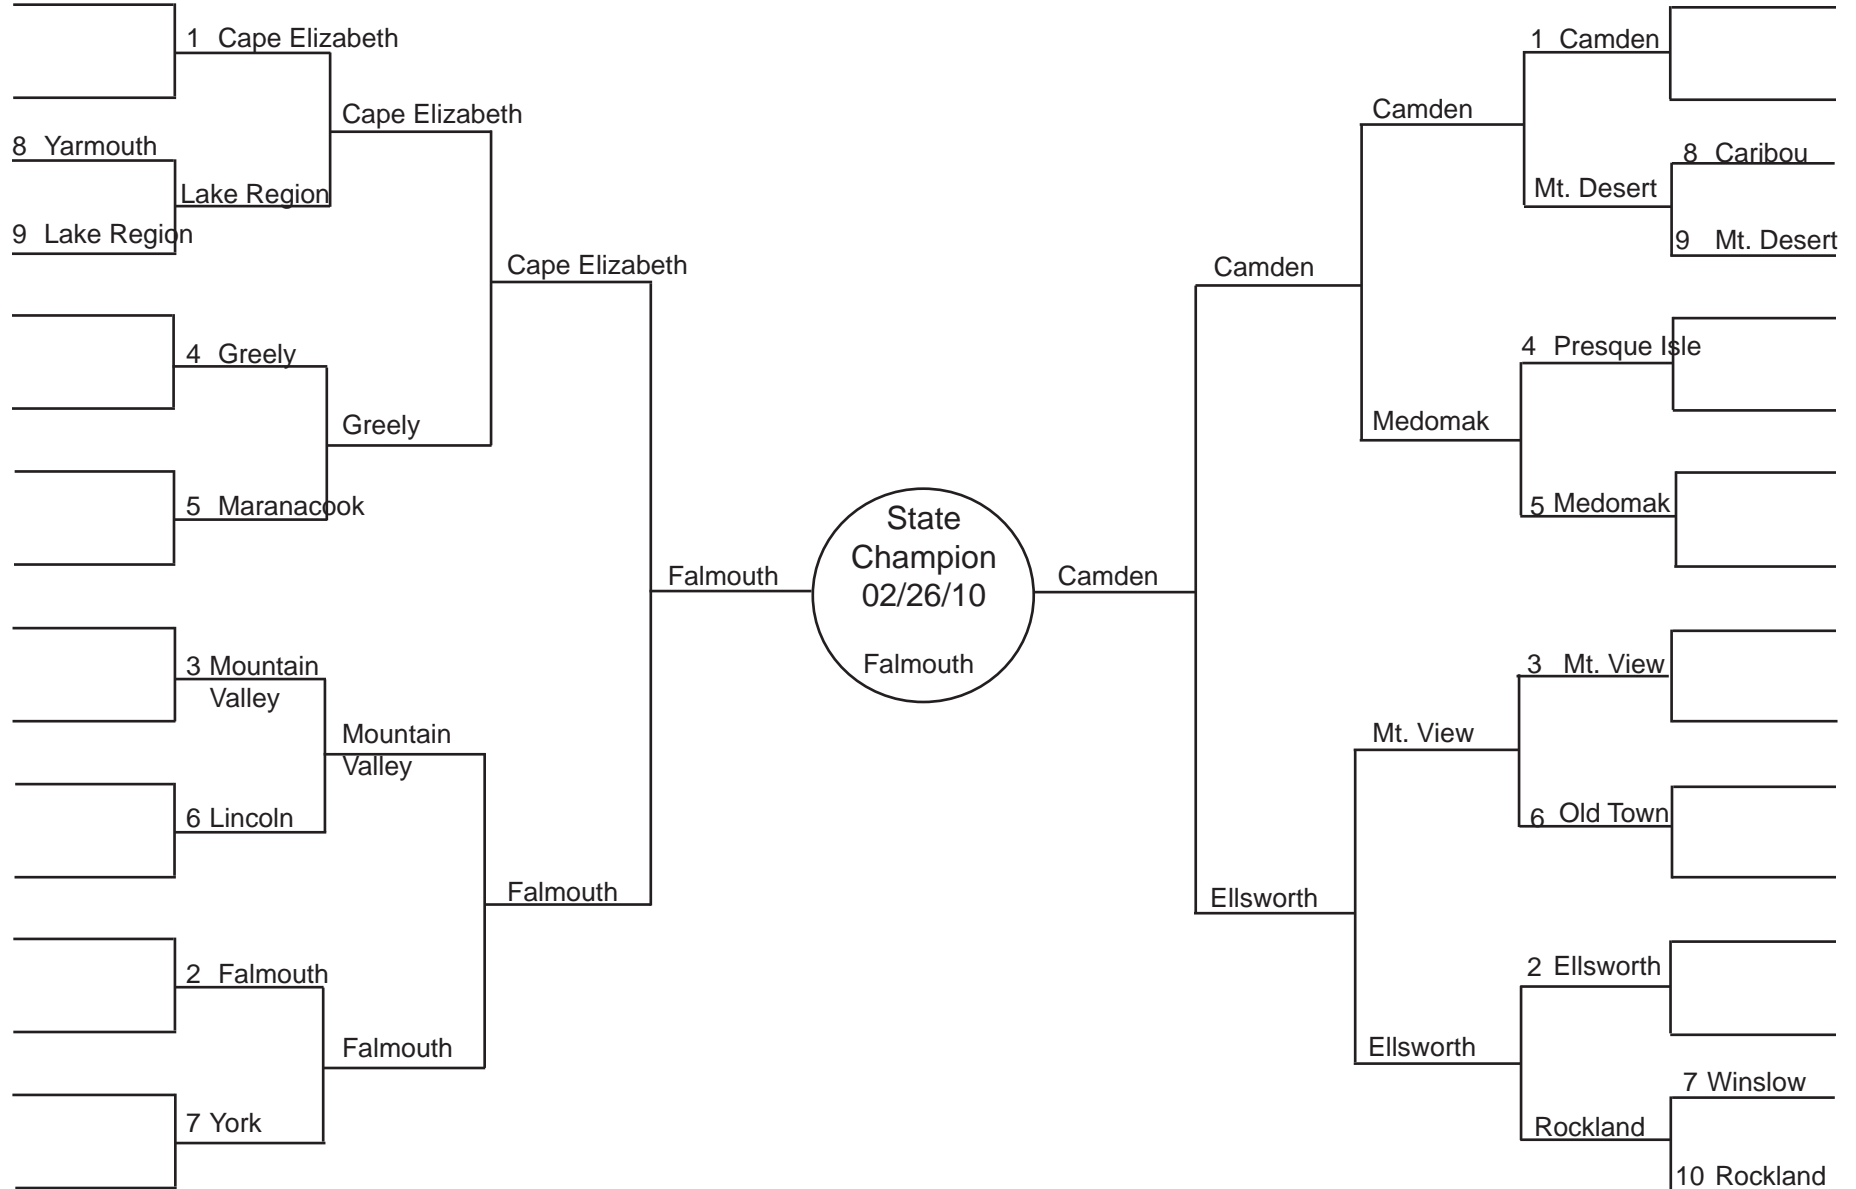 1 Cape Elizabeth
8 Yarmouth
Lake Region
9 Lake Region
Cape Elizabeth
4 Greely
Greely
5 Maranacook
Cape Elizabeth
3 Mountain
Valley
Mountain
Valley
6 Lincoln
2 Falmouth
Falmouth
7 York
Falmouth
Falmouth
State
Champion
02/26/10
Falmouth
Camden
Camden
Ellsworth
Camden
Medomak
Mt. View
Ellsworth
1 Camden
Mt. Desert
8 Caribou
9 Mt. Desert
4 Presque Isle
5 Medomak
3 Mt. View
6 Old Town
2 Ellsworth
Rockland
7 Winslow
10 Rockland